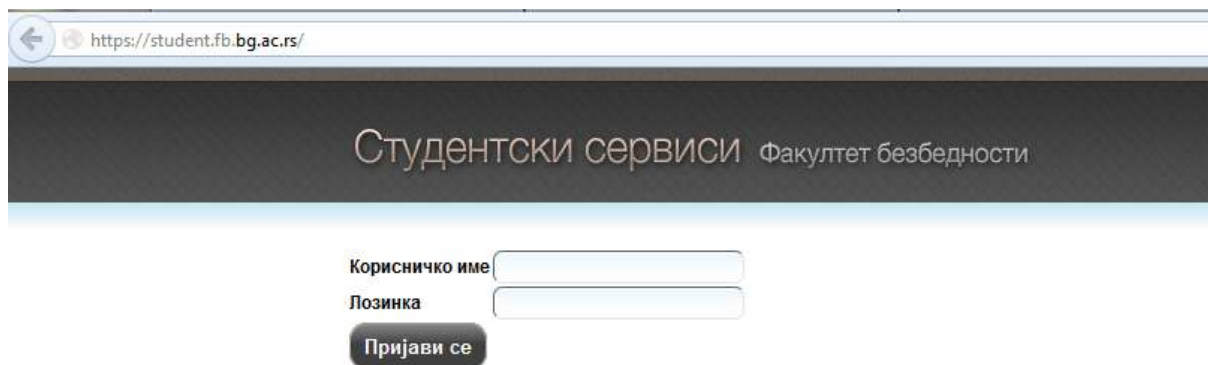 https://student.fb.bg.ac.rs/
Студентски сервиси Факултет безбедности
Корисничко име
Лозинка
Пријави се